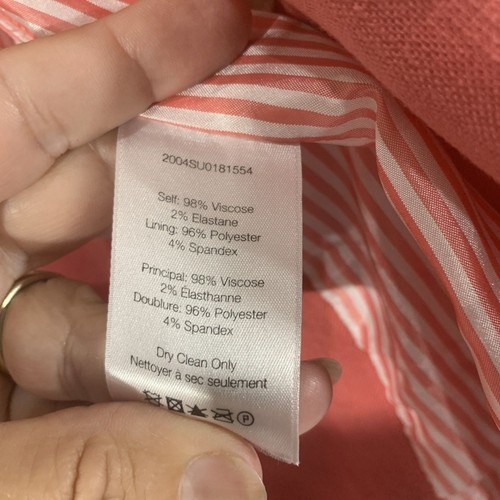 2004SU0181554
Self: 98% Viscose
2% Elastane
Lining: 96% Polyester
4% Spandex
Principal: 98% Viscose
2% Élasthanne
Doublure: 96% Polyester
4% Spandex
Dry Clean Only
Nettoyer à sec seulement
P